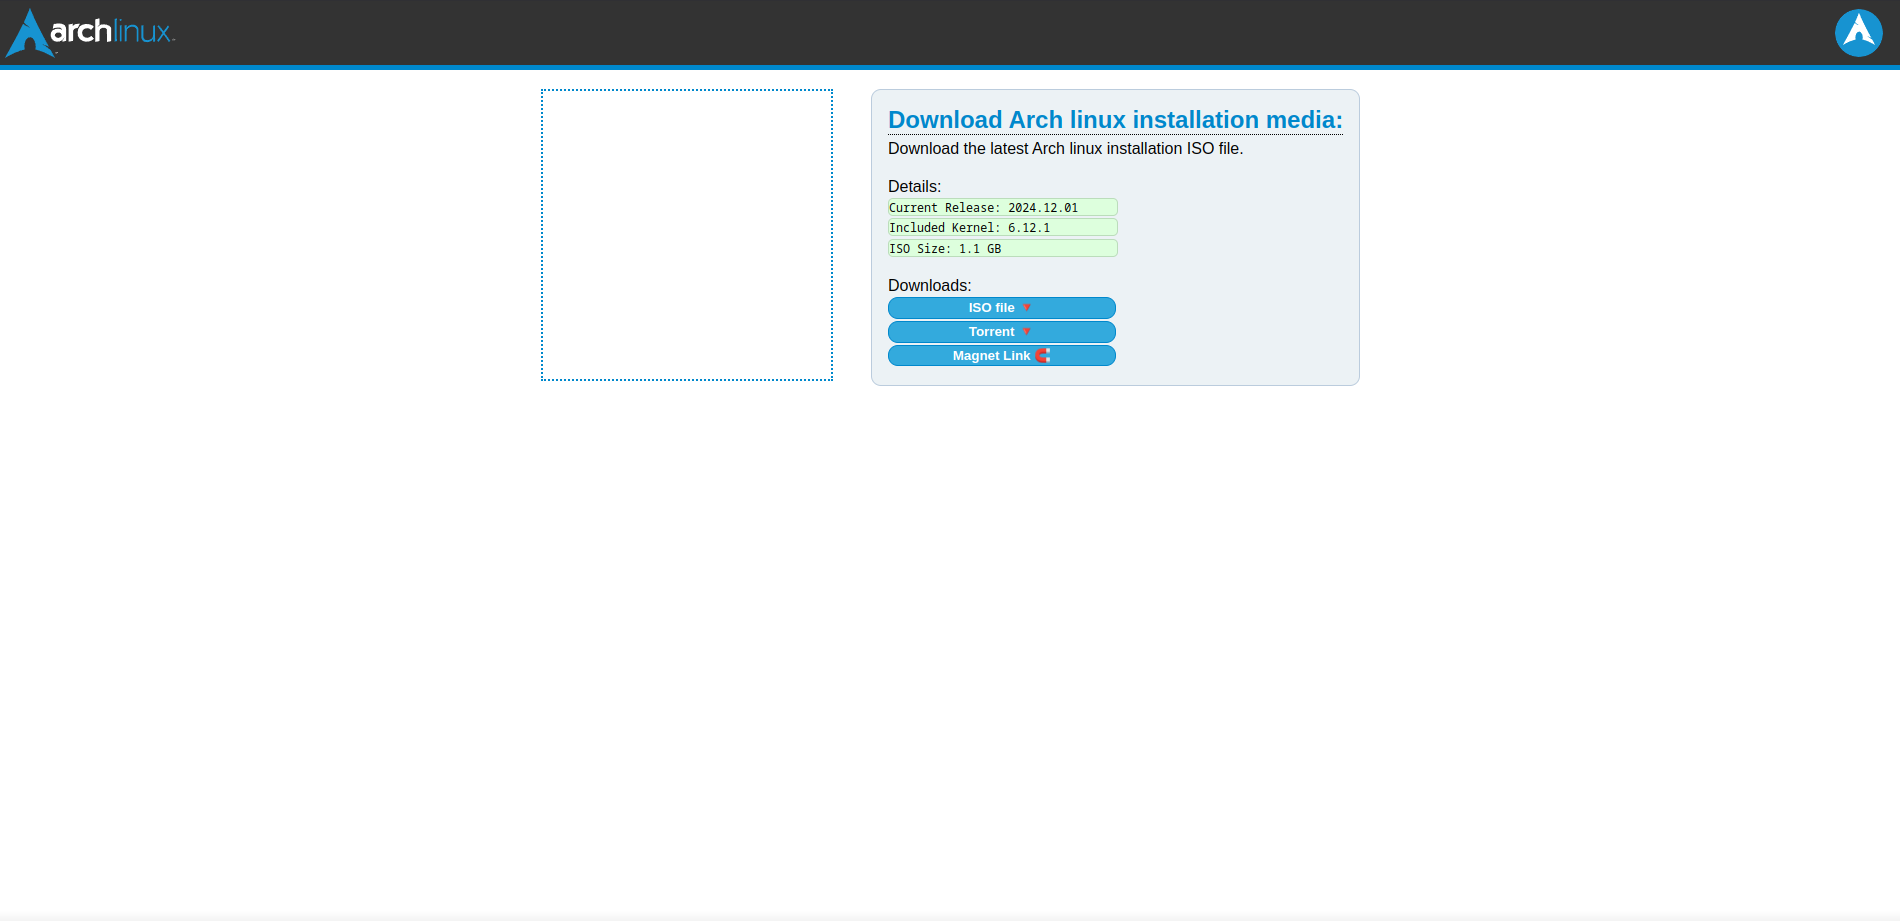 archlinux
Download Arch linux installation media:
Download the latest Arch linux installation ISO file.
Details:
Current Release: 2024.12.01
Included Kernel: 6.12.1
ISO Size: 1.1 GB
Downloads:
ISO file 🔻
Torrent 🔻
Magnet Link 🧲